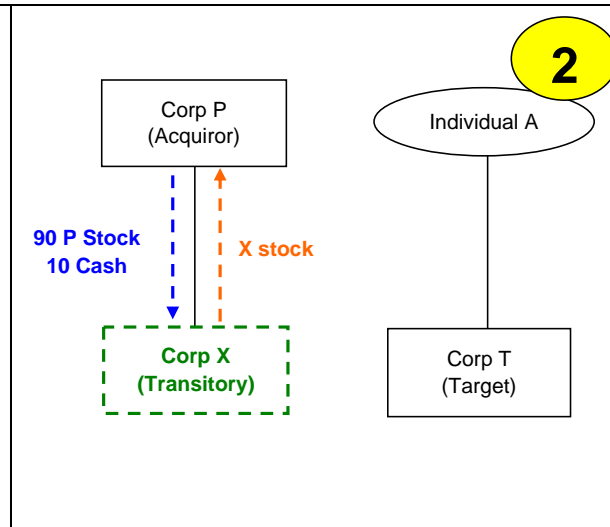 2
Corp P
(Acquiror)
Individual A
90 P Stock
10 Cash
X stock
Corp X
(Transitory)
Corp T
(Target)